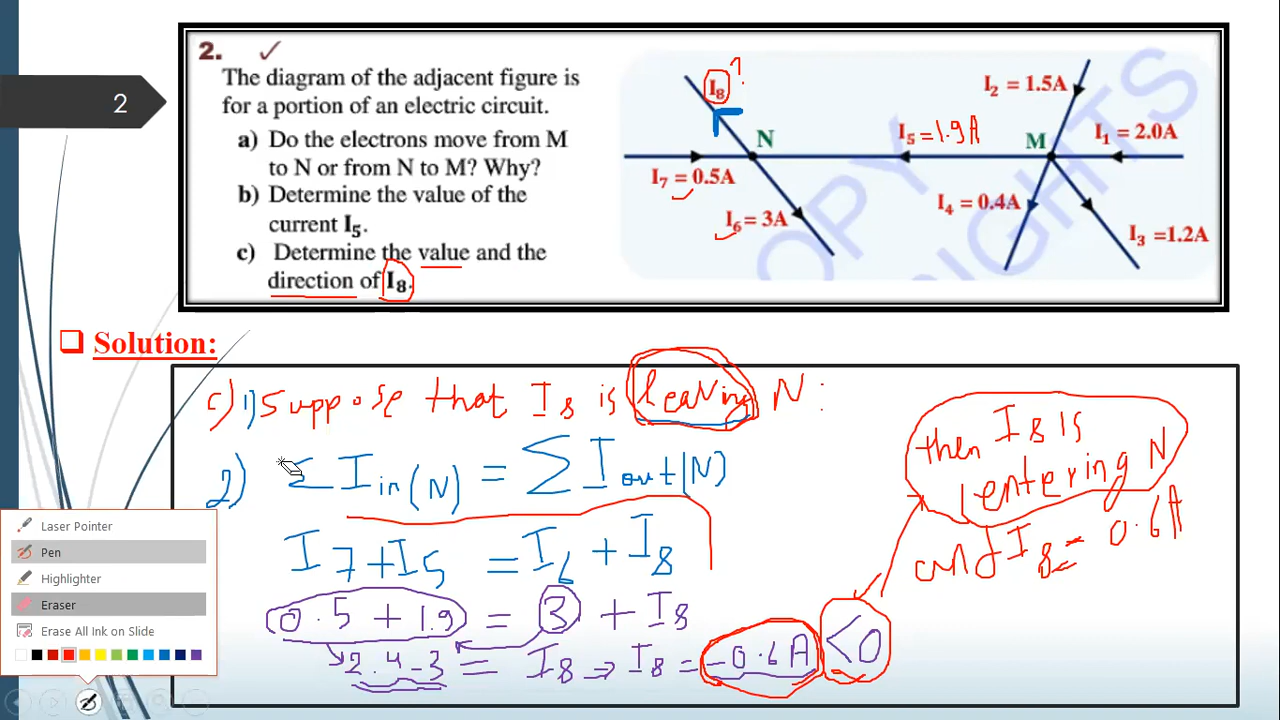 2
2. ✓
The diagram of the adjacent figure is
for a portion of an electric circuit.
a) Do the electrons move from M
to N or from N to M? Why?
b) Determine the value of the
current I5.
c) Determine the value and the
direction of I8.
I8 ?
N
I7 = 0.5A
I6 = 3A
I5 = 1.9A
M
I2 = 1.5A
I1 = 2.0A
I4 = 0.4A
I3 =1.2A
OPY
RIGHTS
Solution:
c) 1) Suppose that I8 is leaving N :
2) Σ I in (N) = Σ I out (N)
I7 + I5 = I6 + I8
0.5 + 1.9 = 3 + I8
2.4 - 3 = I8 → I8 = -0.6A < 0
then I8 is
entering N
and I8 = 0.6A
Laser Pointer
Pen
Highlighter
Eraser
Erase All Ink on Slide